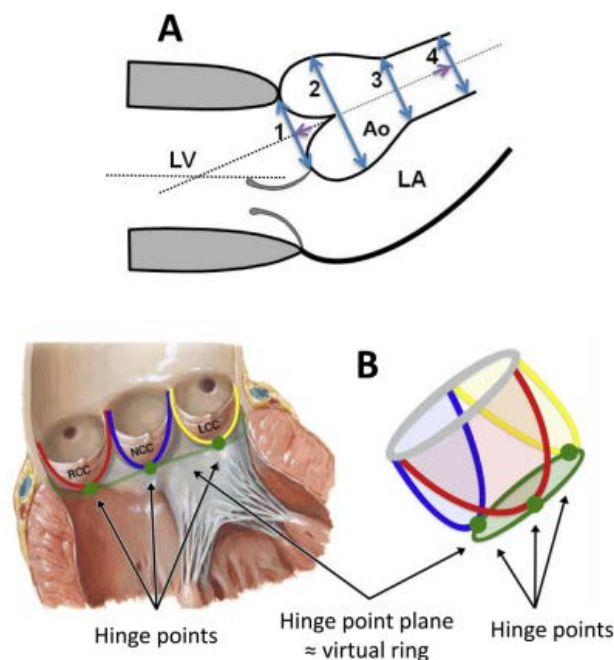 A
1
2
3
4
Ao
LV
LA
B
RCC
NCC
LCC
Hinge points
Hinge point plane
≈ virtual ring
Hinge points